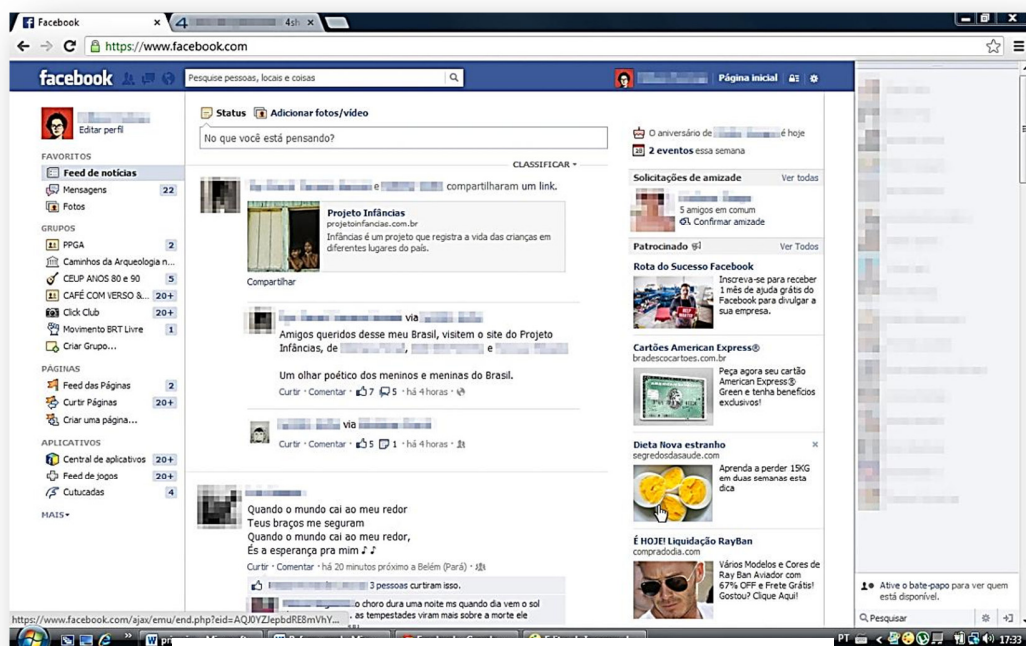 Facebook
4sh
https://www.facebook.com
facebook
Pesquise pessoas, locais e coisas
Página inicial
Editar perfil
FAVORITOS
Feed de notícias
Mensagens 22
Fotos
GRUPOS
PPGA 2
Caminhos da Arqueologia n...
CEUP ANOS 80 e 90 5
CAFÉ COM VERSO &... 20+
Click Club 20+
Movimento BRT Livre 1
Criar Grupo...
PÁGINAS
Feed das Páginas 2
Curtir Páginas 20+
Criar uma página...
APLICATIVOS
Central de aplicativos 20+
Feed de jogos 20+
Cutucadas 4
MAIS
Status Adicionar fotos/vídeo
No que você está pensando?
CLASSIFICAR
e compartilharam um link.
Projeto Infâncias
projetoinfancias.com.br
Infâncias é um projeto que registra a vida das crianças em
diferentes lugares do país.
Compartilhar
via
Amigos queridos desse meu Brasil, visitem o site do Projeto
Infâncias, de , e
Um olhar poético dos meninos e meninas do Brasil.
Curtir · Comentar · 7 5 · há 4 horas ·
via
Curtir · Comentar · 5 1 · há 4 horas ·
Quando o mundo cai ao meu redor
Teus braços me seguram
Quando o mundo cai ao meu redor,
És a esperança pra mim ♪ ♪
Curtir · Comentar · há 20 minutos próximo a Belém (Pará) ·
3 pessoas curtiram isso.
o choro dura uma noite ms quando dia vem o sol
as tempestades viram mais sobre a morte ele
O aniversário de é hoje
2 eventos essa semana
Solicitações de amizade Ver todas
5 amigos em comum
Confirmar amizade
Patrocinado Ver Todos
Rota do Sucesso Facebook
Inscreva-se para receber
1 mês de ajuda grátis do
Facebook para divulgar a
sua empresa.
Cartões American Express®
bradescocartoes.com.br
Peça agora seu cartão
American Express®
Green e tenha benefícios
exclusivos!
Dieta Nova estranho
segredosdasaude.com
Aprenda a perder 15KG
em duas semanas esta
dica
É HOJE! Liquidação RayBan
compradodia.com
Vários Modelos e Cores de
Ray Ban Aviador com
67% OFF e Frete Grátis!
Gostou? Clique Aqui!
Ative o bate-papo para ver quem
está disponível.
Pesquisar
https://www.facebook.com/ajax/emu/end.php?eid=AQJ0YZJepbdRE8mVhY...
PT
17:33